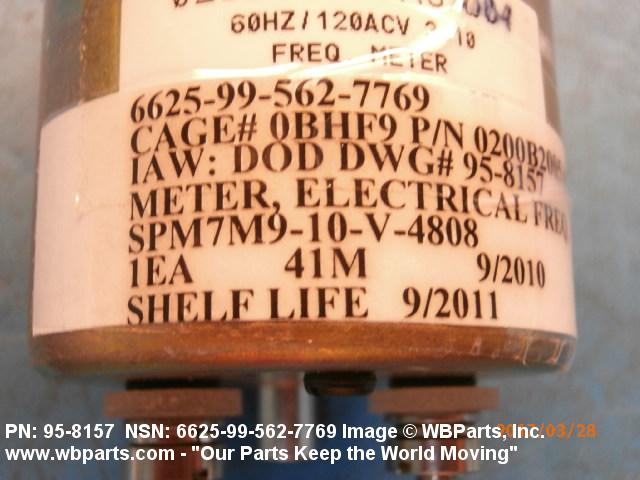 60HZ/120ACV
FREQ METER
6625-99-562-7769
CAGE# 0BHF9 P/N
IAW: DOD DWG# 95-8157
METER, ELECTRICAL FREQ
SPM7M9-10-V-4808
1EA 41M 9/2010
SHELF LIFE 9/2011
PN: 95-8157 NSN: 6625-99-562-7769 Image © WBParts, Inc.
www.wbparts.com - "Our Parts Keep the World Moving"